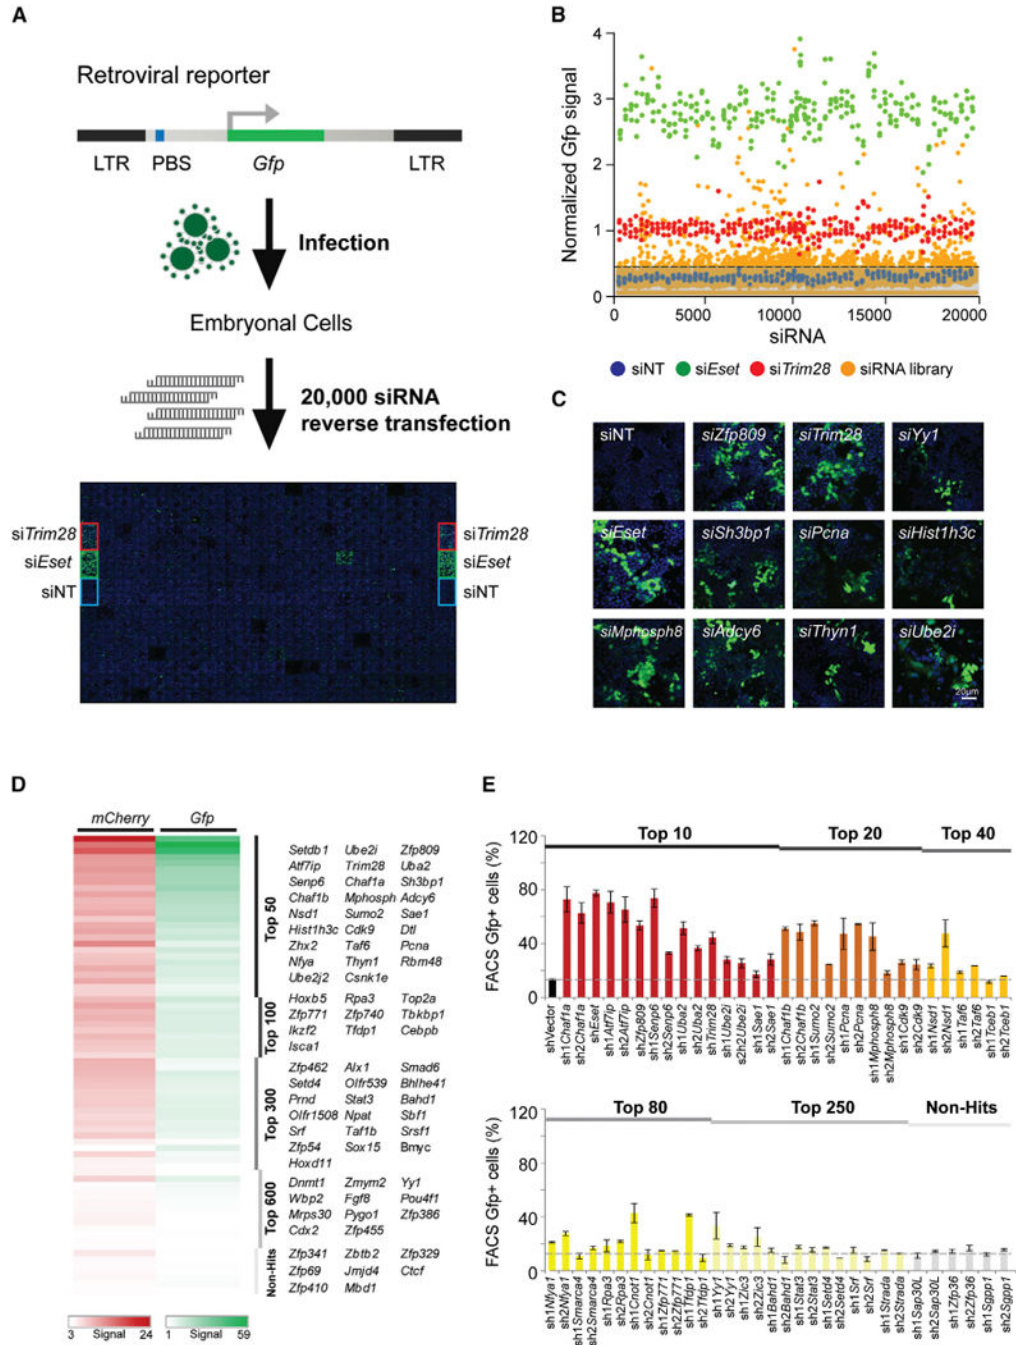 A
Retroviral reporter
LTR PBS Gfp LTR
Infection
Embryonal Cells
20,000 siRNA
reverse transfection
siTrim28 siTrim28
siEset siEset
siNT siNT
B
Normalized Gfp signal
4
3
2
1
0
0 5000 10000 15000 20000
siRNA
siNT siEset siTrim28 siRNA library
C
siNT siZfp809 siTrim28 siYy1
siEset siSh3bp1 siPcna siHist1h3c
siMphosph8 siAdcy6 siThyn1 siUbe2i
20µm
D
mCherry Gfp
Top 50
Setdb1 Ube2i Zfp809
Atf7ip Trim28 Uba2
Senp6 Chaf1a Sh3bp1
Chaf1b Mphosph Adcy6
Nsd1 Sumo2 Sae1
Hist1h3c Cdk9 Dtl
Zhx2 Taf6 Pcna
Nfya Thyn1 Rbm48
Ube2j2 Csnk1e
Top 100
Hoxb5 Rpa3 Top2a
Zfp771 Zfp740 Tbkbp1
Ikzf2 Tfdp1 Cebpb
Isca1
Top 300
Zfp462 Alx1 Smad6
Setd4 Olfr539 Bhlhe41
Prnd Stat3 Bahd1
Olfr1508 Npat Sbf1
Srf Taf1b Srsf1
Zfp54 Sox15 Bmyc
Hoxd11
Top 600
Dnmt1 Zmym2 Yy1
Wbp2 Fgf8 Pou4f1
Mrps30 Pygo1 Zfp386
Cdx2 Zfp455
Non-Hits
Zfp341 Zbtb2 Zfp329
Zfp69 Jmjd4 Ctcf
Zfp410 Mbd1
3 Signal 24 1 Signal 59
E
Top 10 Top 20 Top 40
FACS Gfp+ cells (%)
120
80
40
0
shVector
sh1Chaf1a
sh2Chaf1a
shEset
sh1Atf7ip
sh2Atf7ip
shZfp809
sh1Senp6
sh2Senp6
sh1Uba2
sh2Uba2
shTrim28
sh1Ube2i
s2h2Ube2i
sh1Sae1
sh2Sae1
sh1Chaf1b
sh2Chaf1b
sh1Sumo2
sh2Sumo2
sh1Pcna
sh2Pcna
sh1Mphosph8
sh2Mphosph8
sh1Cdk9
sh2Cdk9
sh1Nsd1
sh2Nsd1
sh1Taf6
sh2Taf6
sh1Tceb1
sh2Tceb1
Top 80 Top 250 Non-Hits
FACS Gfp+ cells (%)
120
80
40
0
sh1Nfya1
sh2Nfya1
sh1Smarca4
sh2Smarca4
sh1Rpa3
sh2Rpa3
sh1Cnot1
sh2Cnot1
sh1Zfp771
sh2Zfp771
sh1Tfdp1
sh2Tfdp1
sh1Yy1
sh2Yy1
sh1Zic3
sh2Zic3
sh1Bahd1
sh2Bahd1
sh1Stat3
sh2Stat3
sh1Setd4
sh2Setd4
sh1Srf
sh2Srf
sh1Strada
sh2Strada
sh1Sap30L
sh2Sap30L
sh1Zfp36
sh2Zfp36
sh1Sgpp1
sh2Sgpp1